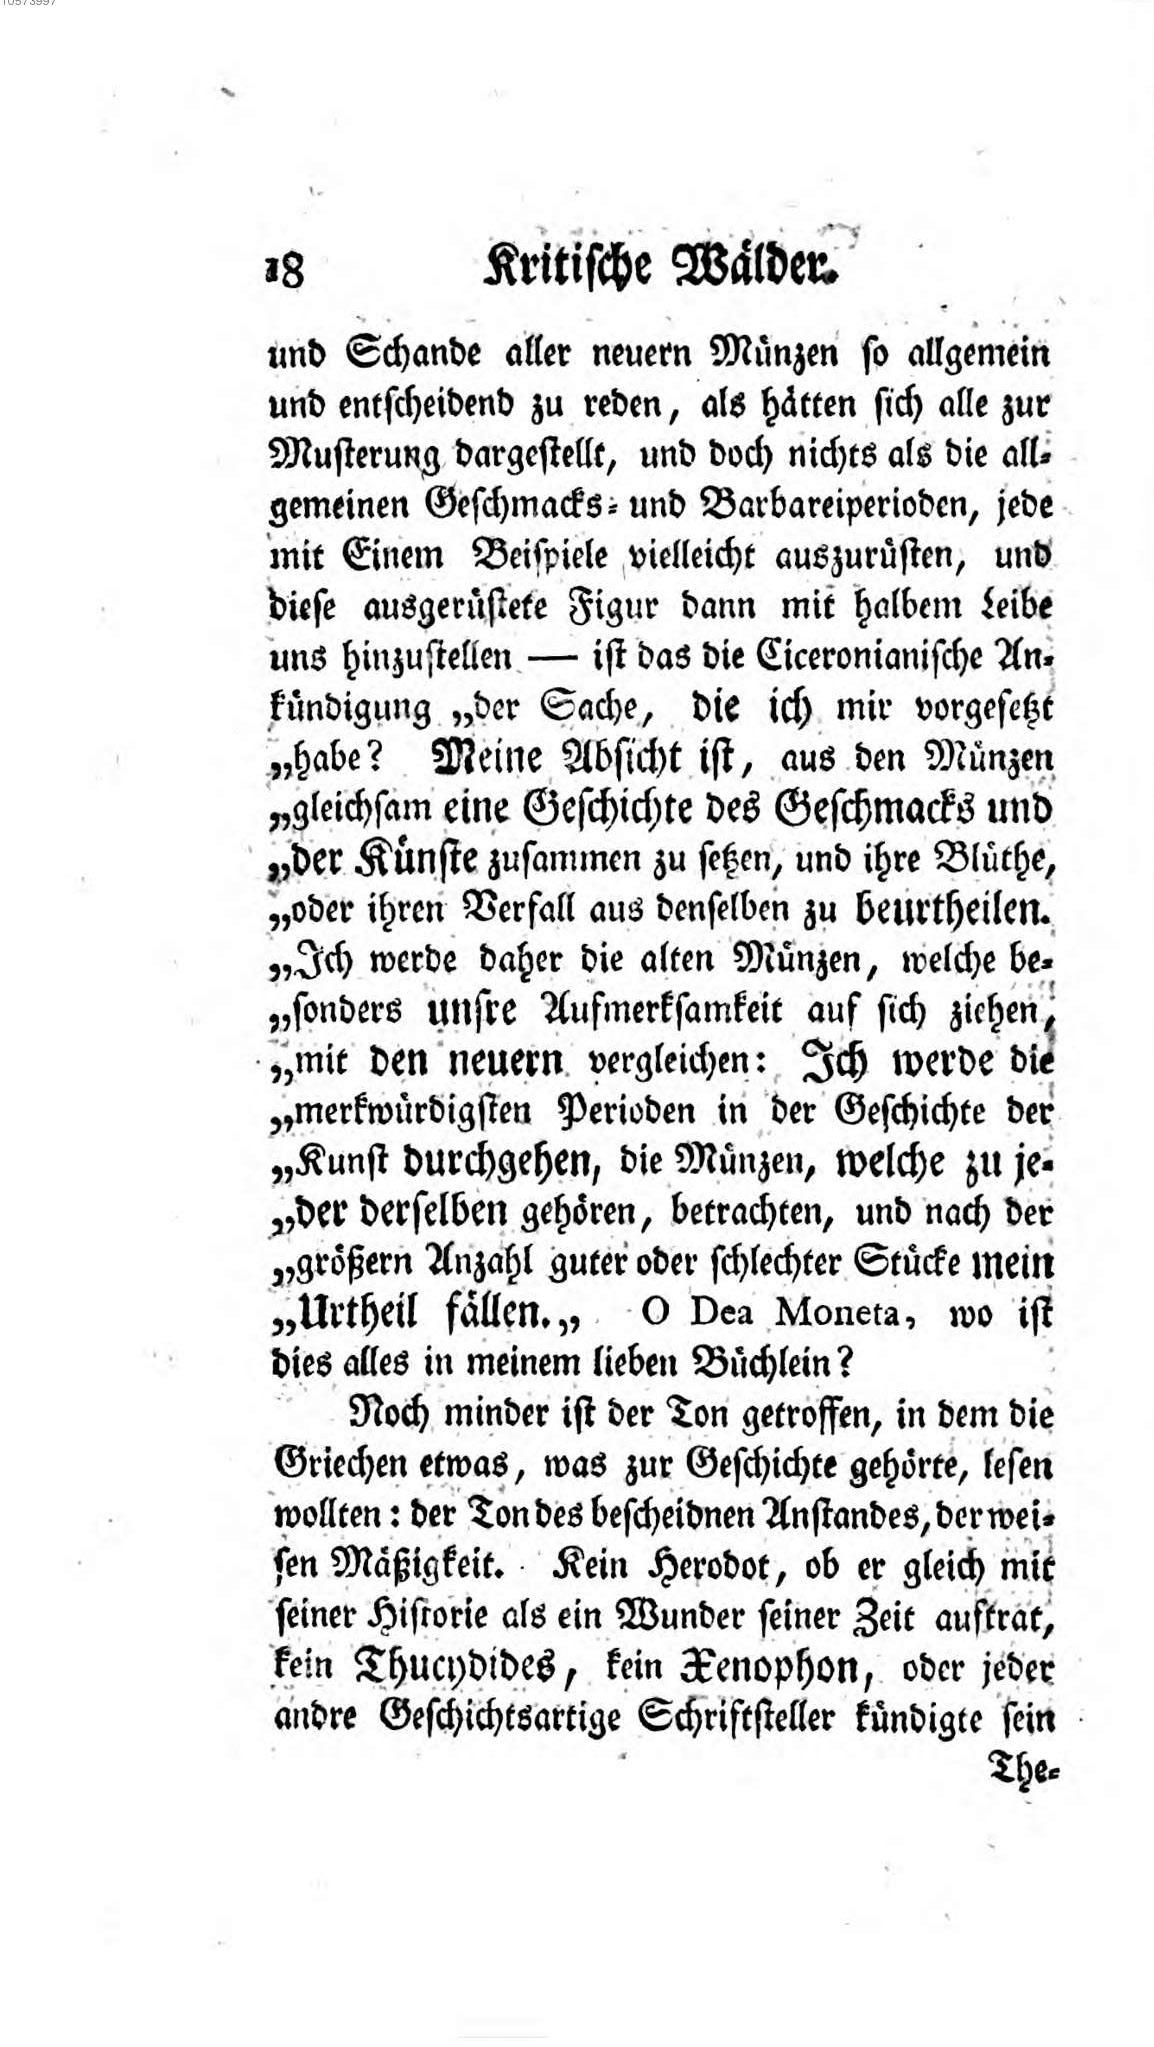 10573997
18 Kritische Wälder.
und Schande aller neuern Münzen so allgemein
und entscheidend zu reden, als hätten sich alle zur
Musterung dargestellt, und doch nichts als die all-
gemeinen Geschmacks- und Barbareiperioden, jede
mit Einem Beispiele vielleicht auszurüsten, und
diese ausgerüstete Figur dann mit halbem Leibe
uns hinzustellen — ist das die Ciceronianische An-
kündigung „der Sache, die ich mir vorgesetzt
„habe? Meine Absicht ist, aus den Münzen
„gleichsam eine Geschichte des Geschmacks und
„der Künste zusammen zu setzen, und ihre Blüthe,
„oder ihren Verfall aus denselben zu beurtheilen.
„Ich werde daher die alten Münzen, welche be-
„sonders unsre Aufmerksamkeit auf sich ziehen,
„mit den neuern vergleichen: Ich werde die
„merkwürdigsten Perioden in der Geschichte der
„Kunst durchgehen, die Münzen, welche zu je-
„der derselben gehören, betrachten, und nach der
„größern Anzahl guter oder schlechter Stücke mein
„Urtheil fällen.„ O Dea Moneta, wo ist
dies alles in meinem lieben Büchlein?
Noch minder ist der Ton getroffen, in dem die
Griechen etwas, was zur Geschichte gehörte, lesen
wollten: der Ton des bescheidnen Anstandes, der wei-
sen Mäßigkeit. Kein Herodot, ob er gleich mit
seiner Historie als ein Wunder seiner Zeit auftrat,
kein Thucydides, kein Xenophon, oder jeder
andre Geschichtsartige Schriftsteller kündigte sein
The-